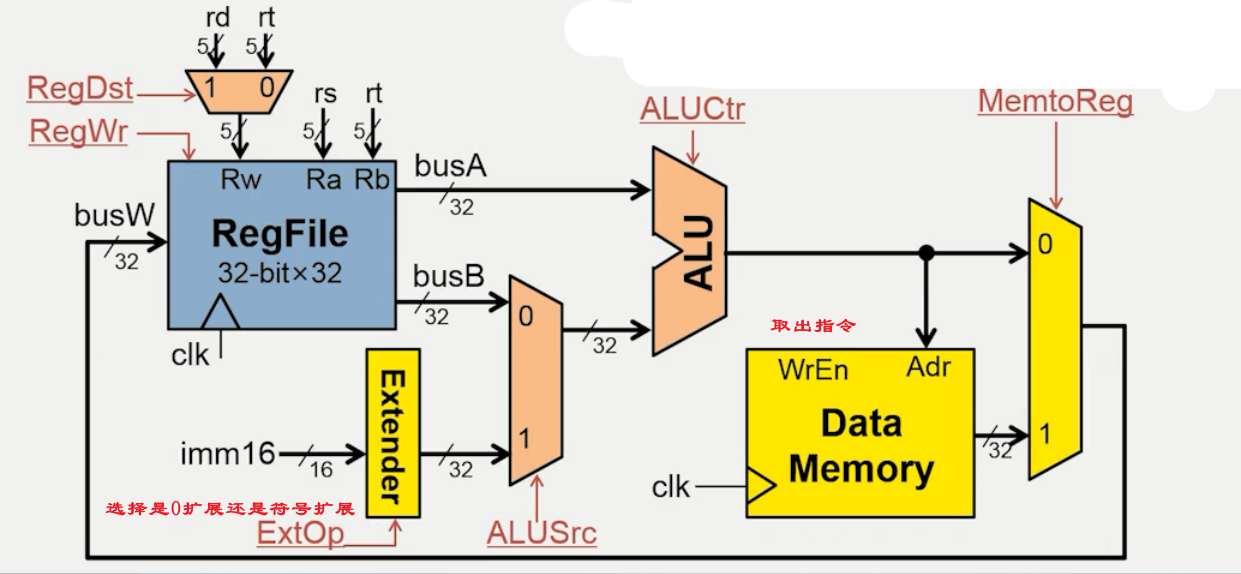 rd rt
5 5
RegDst
1 0
RegWr
5
rs rt
5 5
ALUCtr
MemtoReg
Rw Ra Rb
busA
32
busW
32
RegFile
32-bit×32
ALU
0
busB
32
clk
0
32
取出指令
WrEn Adr
Data
Memory
32
1
clk
Extender
imm16
16
32
1
选择是0扩展还是符号扩展
ExtOp
ALUSrc